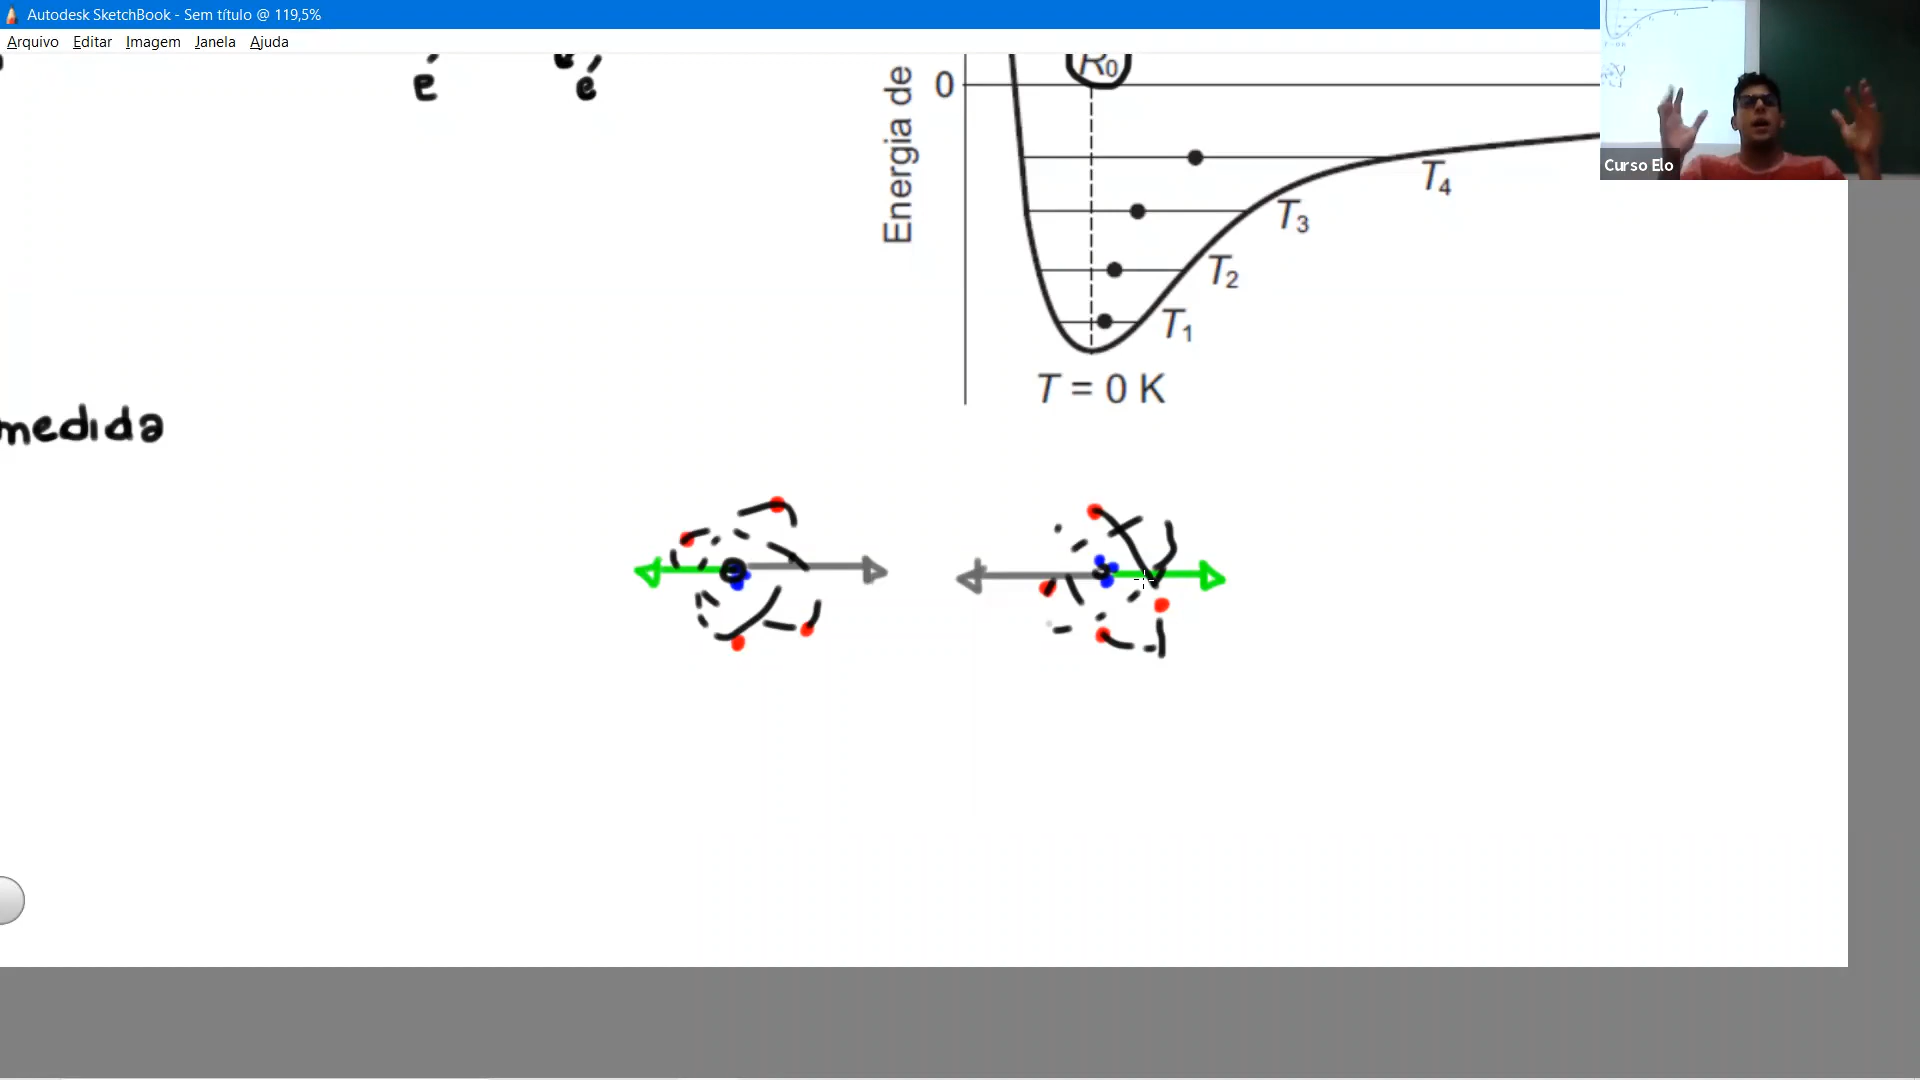 Autodesk SketchBook - Sem título @ 119,5%
Arquivo Editar Imagem Janela Ajuda
é é
Energia de
0
R₀
T₄
T₃
T₂
T₁
T = 0 K
medida
Curso Elo